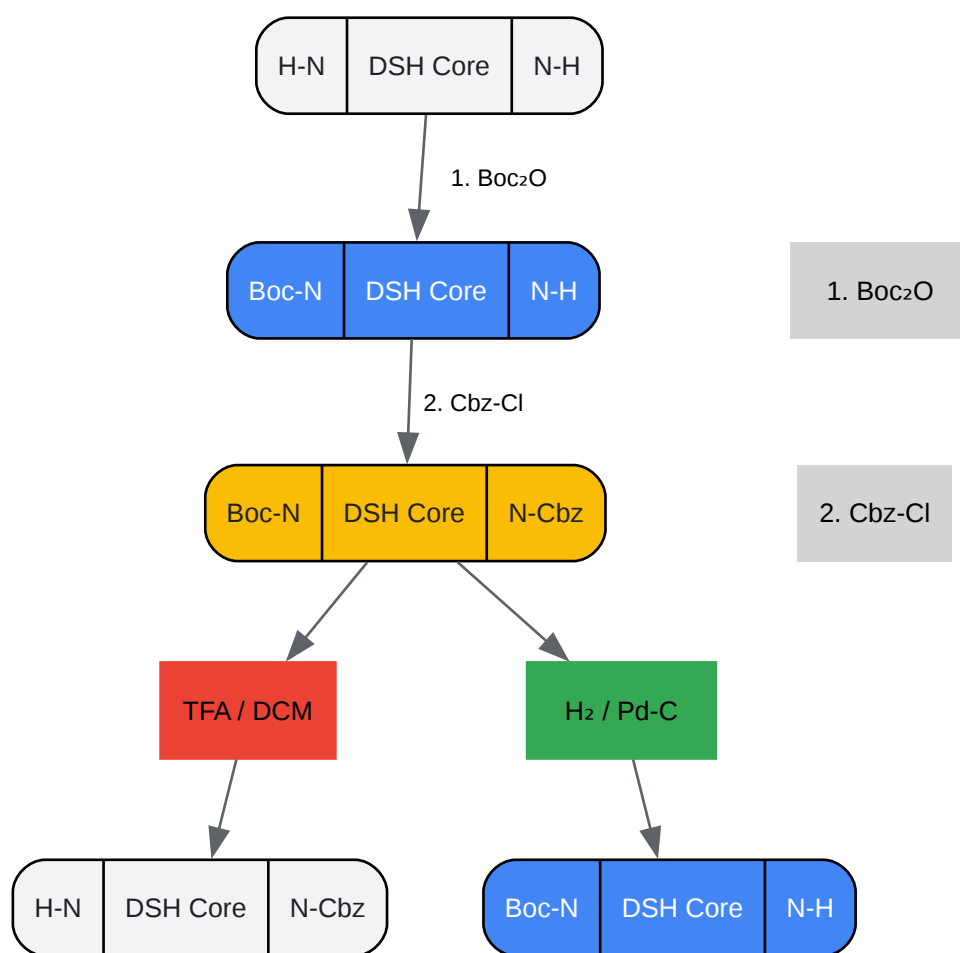 H-N DSH Core N-H
1. Boc₂O
Boc-N DSH Core N-H
1. Boc₂O
2. Cbz-Cl
Boc-N DSH Core N-Cbz
2. Cbz-Cl
TFA / DCM
H₂ / Pd-C
H-N DSH Core N-Cbz
Boc-N DSH Core N-H